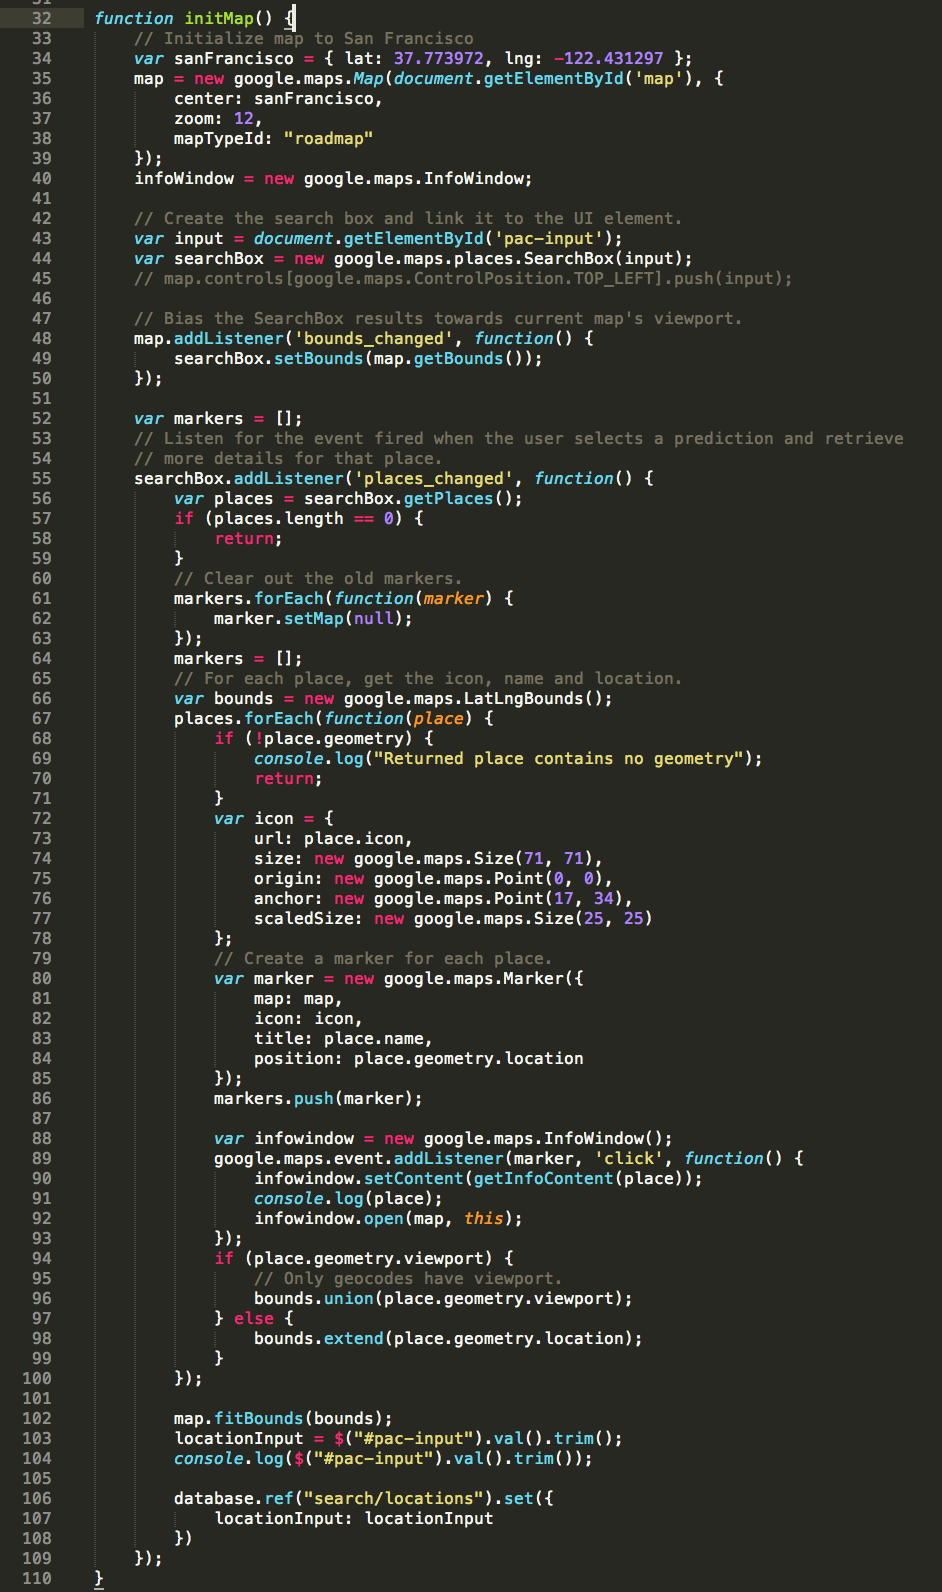 32 function initMap() {
33     // Initialize map to San Francisco
34     var sanFrancisco = { lat: 37.773972, lng: -122.431297 };
35     map = new google.maps.Map(document.getElementById('map'), {
36         center: sanFrancisco,
37         zoom: 12,
38         mapTypeId: "roadmap"
39     });
40     infoWindow = new google.maps.InfoWindow;
41
42     // Create the search box and link it to the UI element.
43     var input = document.getElementById('pac-input');
44     var searchBox = new google.maps.places.SearchBox(input);
45     // map.controls[google.maps.ControlPosition.TOP_LEFT].push(input);
46
47     // Bias the SearchBox results towards current map's viewport.
48     map.addListener('bounds_changed', function() {
49         searchBox.setBounds(map.getBounds());
50     });
51
52     var markers = [];
53     // Listen for the event fired when the user selects a prediction and retrieve
54     // more details for that place.
55     searchBox.addListener('places_changed', function() {
56         var places = searchBox.getPlaces();
57         if (places.length == 0) {
58             return;
59         }
60         // Clear out the old markers.
61         markers.forEach(function(marker) {
62             marker.setMap(null);
63         });
64         markers = [];
65         // For each place, get the icon, name and location.
66         var bounds = new google.maps.LatLngBounds();
67         places.forEach(function(place) {
68             if (!place.geometry) {
69                 console.log("Returned place contains no geometry");
70                 return;
71             }
72             var icon = {
73                 url: place.icon,
74                 size: new google.maps.Size(71, 71),
75                 origin: new google.maps.Point(0, 0),
76                 anchor: new google.maps.Point(17, 34),
77                 scaledSize: new google.maps.Size(25, 25)
78             };
79             // Create a marker for each place.
80             var marker = new google.maps.Marker({
81                 map: map,
82                 icon: icon,
83                 title: place.name,
84                 position: place.geometry.location
85             });
86             markers.push(marker);
87
88             var infowindow = new google.maps.InfoWindow();
89             google.maps.event.addListener(marker, 'click', function() {
90                 infowindow.setContent(getInfoContent(place));
91                 console.log(place);
92                 infowindow.open(map, this);
93             });
94             if (place.geometry.viewport) {
95                 // Only geocodes have viewport.
96                 bounds.union(place.geometry.viewport);
97             } else {
98                 bounds.extend(place.geometry.location);
99             }
100         });
101
102         map.fitBounds(bounds);
103         locationInput = $("#pac-input").val().trim();
104         console.log($("#pac-input").val().trim());
105
106         database.ref("search/locations").set({
107             locationInput: locationInput
108         })
109     });
110 }